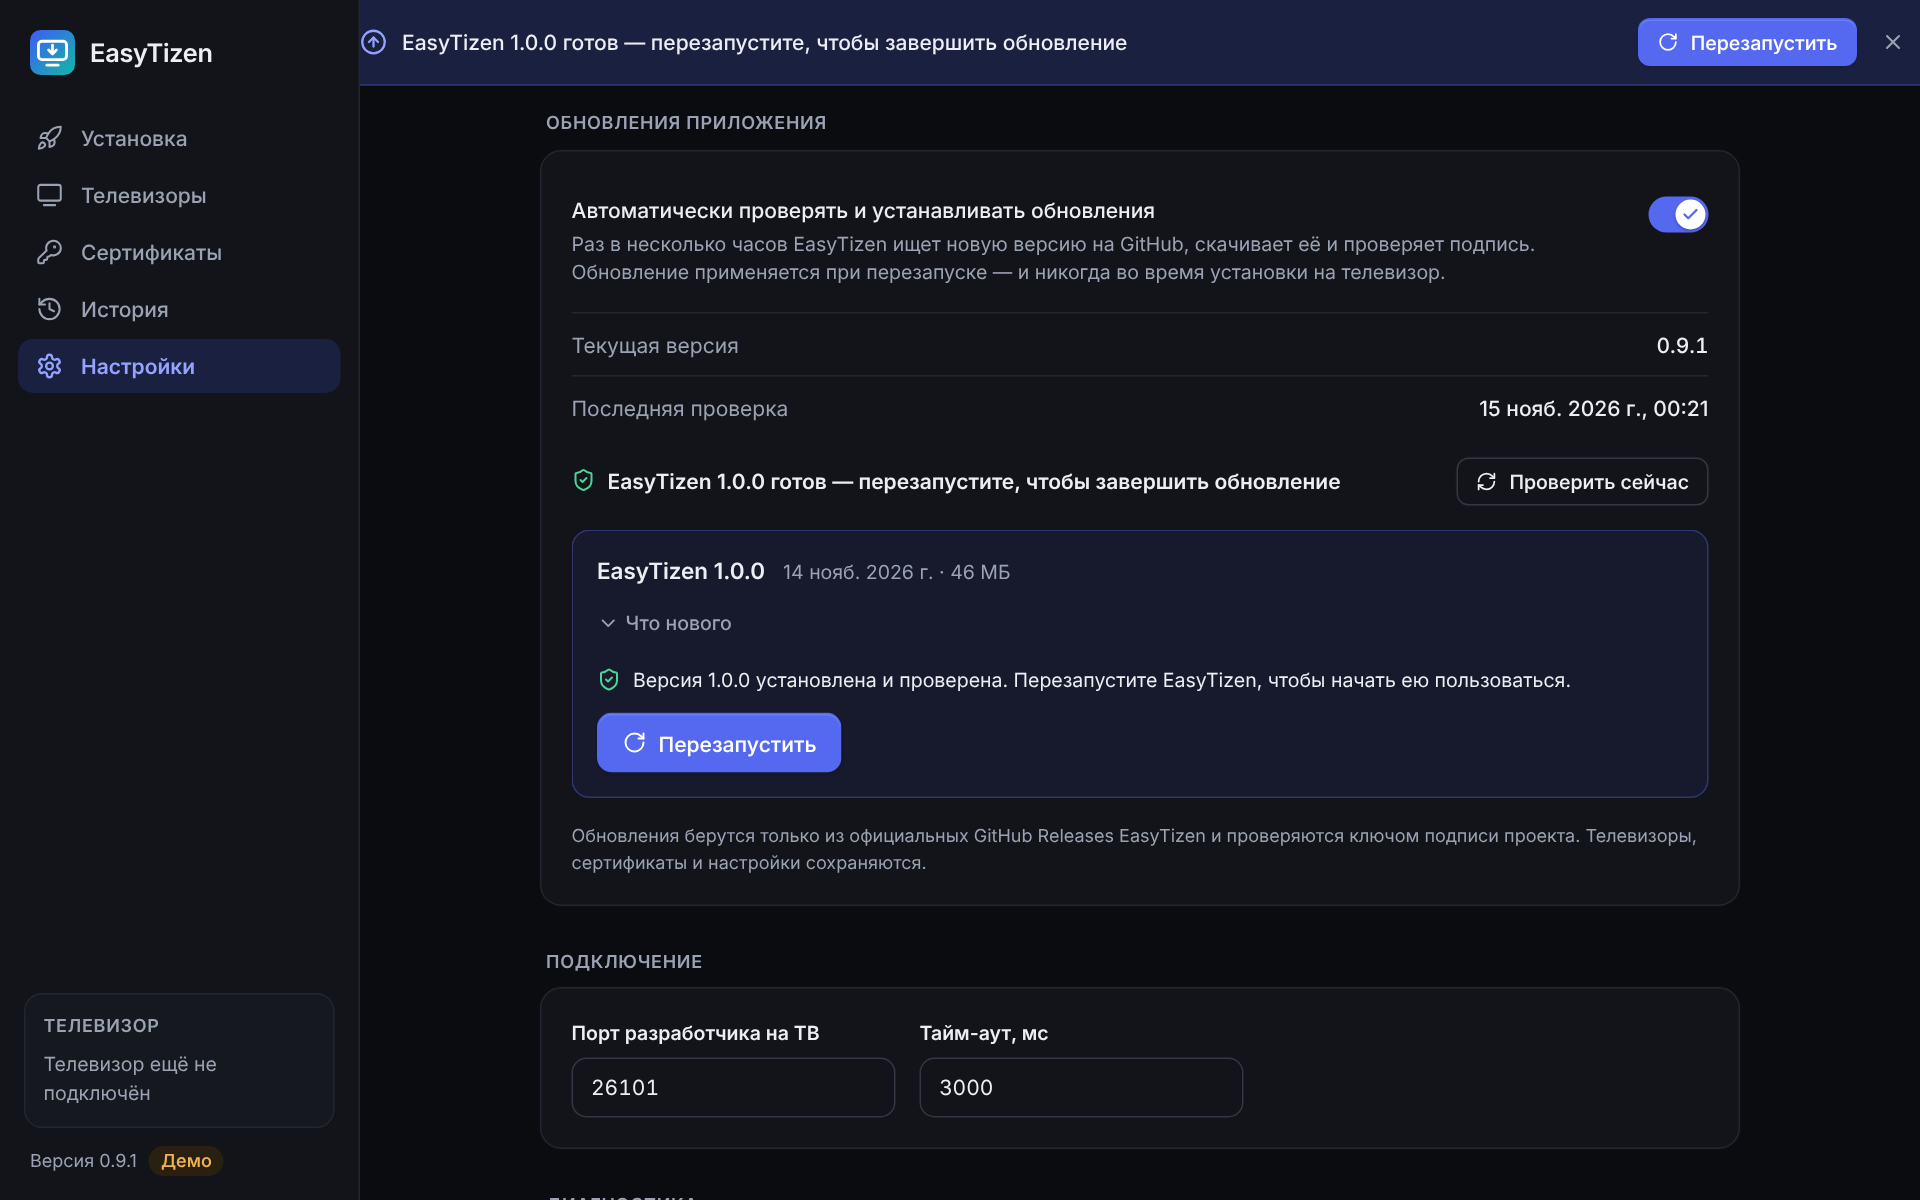 EasyTizen
Установка
Телевизоры
Сертификаты
История
Настройки
ТЕЛЕВИЗОР
Телевизор ещё не
подключён
Версия 0.9.1 Демо
EasyTizen 1.0.0 готов — перезапустите, чтобы завершить обновление
Перезапустить
ОБНОВЛЕНИЯ ПРИЛОЖЕНИЯ
Автоматически проверять и устанавливать обновления
Раз в несколько часов EasyTizen ищет новую версию на GitHub, скачивает её и проверяет подпись.
Обновление применяется при перезапуске — и никогда во время установки на телевизор.
Текущая версия 0.9.1
Последняя проверка 15 нояб. 2026 г., 00:21
EasyTizen 1.0.0 готов — перезапустите, чтобы завершить обновление
Проверить сейчас
EasyTizen 1.0.0 14 нояб. 2026 г. · 46 МБ
Что нового
Версия 1.0.0 установлена и проверена. Перезапустите EasyTizen, чтобы начать ею пользоваться.
Перезапустить
Обновления берутся только из официальных GitHub Releases EasyTizen и проверяются ключом подписи проекта. Телевизоры,
сертификаты и настройки сохраняются.
ПОДКЛЮЧЕНИЕ
Порт разработчика на ТВ Тайм-аут, мс
26101 3000